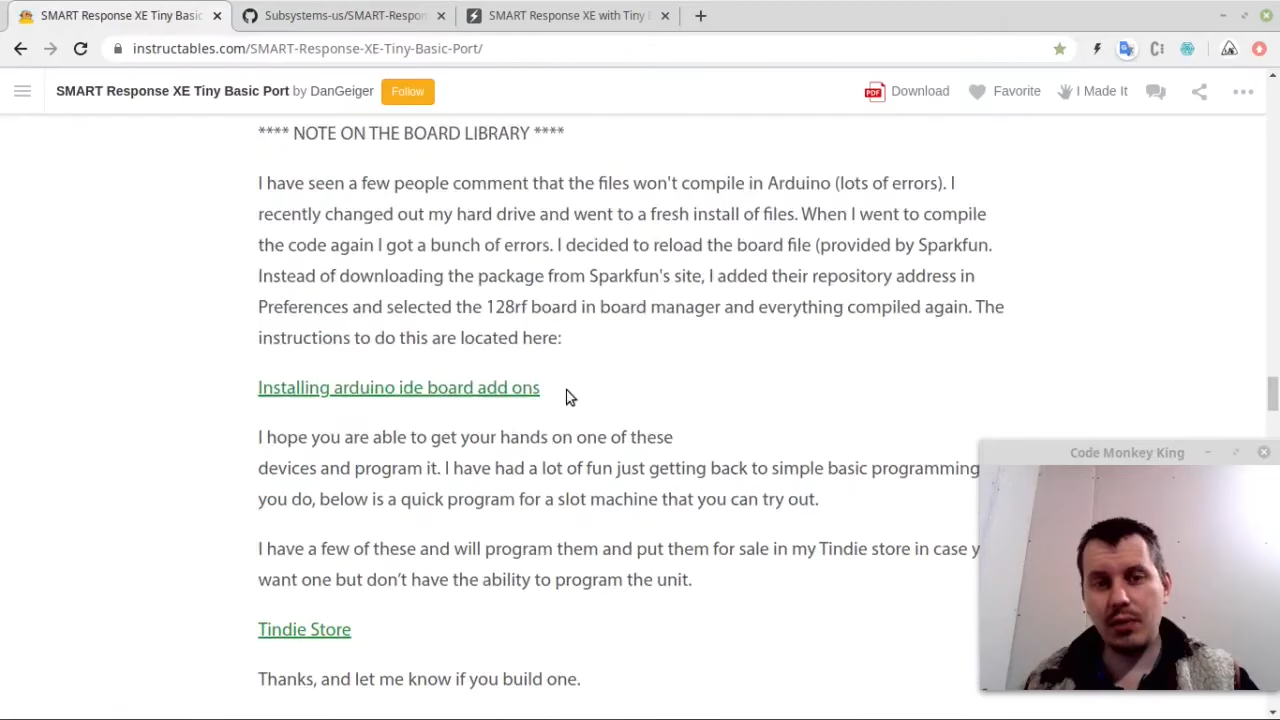 SMART Response XE Tiny Basic
Subsystems-us/SMART-Respon
SMART Response XE with Tiny
instructables.com/SMART-Response-XE-Tiny-Basic-Port/
SMART Response XE Tiny Basic Port by DanGeiger Follow
PDF Download Favorite I Made It
**** NOTE ON THE BOARD LIBRARY ****
I have seen a few people comment that the files won't compile in Arduino (lots of errors). I
recently changed out my hard drive and went to a fresh install of files. When I went to compile
the code again I got a bunch of errors. I decided to reload the board file (provided by Sparkfun.
Instead of downloading the package from Sparkfun's site, I added their repository address in
Preferences and selected the 128rf board in board manager and everything compiled again. The
instructions to do this are located here:
Installing arduino ide board add ons
I hope you are able to get your hands on one of these
devices and program it. I have had a lot of fun just getting back to simple basic programming
you do, below is a quick program for a slot machine that you can try out.
I have a few of these and will program them and put them for sale in my Tindie store in case y
want one but don’t have the ability to program the unit.
Tindie Store
Thanks, and let me know if you build one.
Code Monkey King